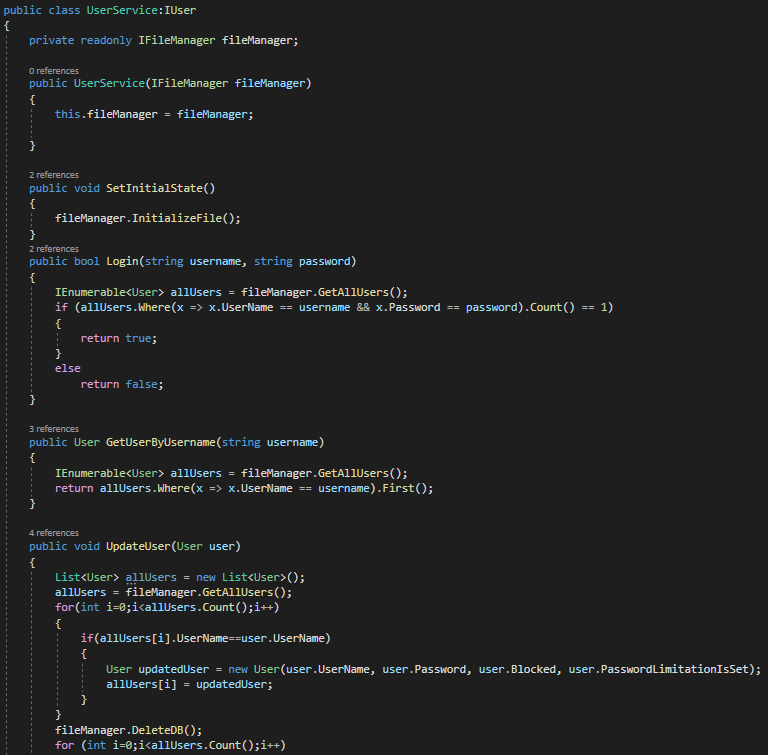 public class UserService:IUser
{
private readonly IFileManager fileManager;
0 references
public UserService(IFileManager fileManager)
{
this.fileManager = fileManager;
}
2 references
public void SetInitialState()
{
fileManager.InitializeFile();
}
2 references
public bool Login(string username, string password)
{
IEnumerable<User> allUsers = fileManager.GetAllUsers();
if (allUsers.Where(x => x.UserName == username && x.Password == password).Count() == 1)
{
return true;
}
else
return false;
}
3 references
public User GetUserByUsername(string username)
{
IEnumerable<User> allUsers = fileManager.GetAllUsers();
return allUsers.Where(x => x.UserName == username).First();
}
4 references
public void UpdateUser(User user)
{
List<User> allUsers = new List<User>();
allUsers = fileManager.GetAllUsers();
for(int i=0;i<allUsers.Count();i++)
{
if(allUsers[i].UserName==user.UserName)
{
User updatedUser = new User(user.UserName, user.Password, user.Blocked, user.PasswordLimitationIsSet);
allUsers[i] = updatedUser;
}
}
fileManager.DeleteDB();
for (int i=0;i<allUsers.Count();i++)